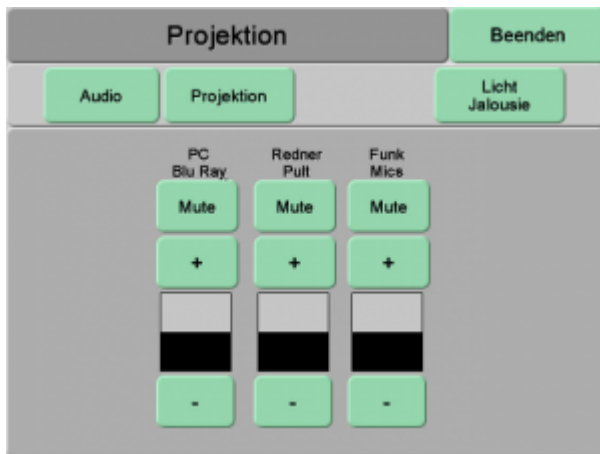 Projektion
Beenden
Audio
Projektion
Licht
Jalousie
PC
Blu Ray
Redner
Pult
Funk
Mics
Mute
Mute
Mute
+
+
+
-
-
-